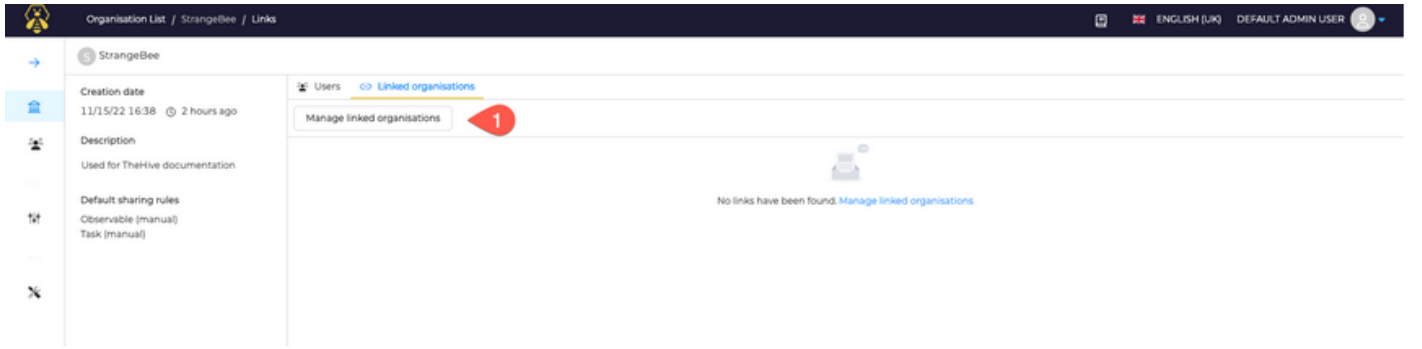 Organisation List / StrangeBee / Links
ENGLISH (UK) DEFAULT ADMIN USER
S StrangeBee
Creation date
11/15/22 16:38 2 hours ago
Description
Used for TheHive documentation
Default sharing rules
Observable (manual)
Task (manual)
Users Linked organisations
Manage linked organisations 1
No links have been found. Manage linked organisations